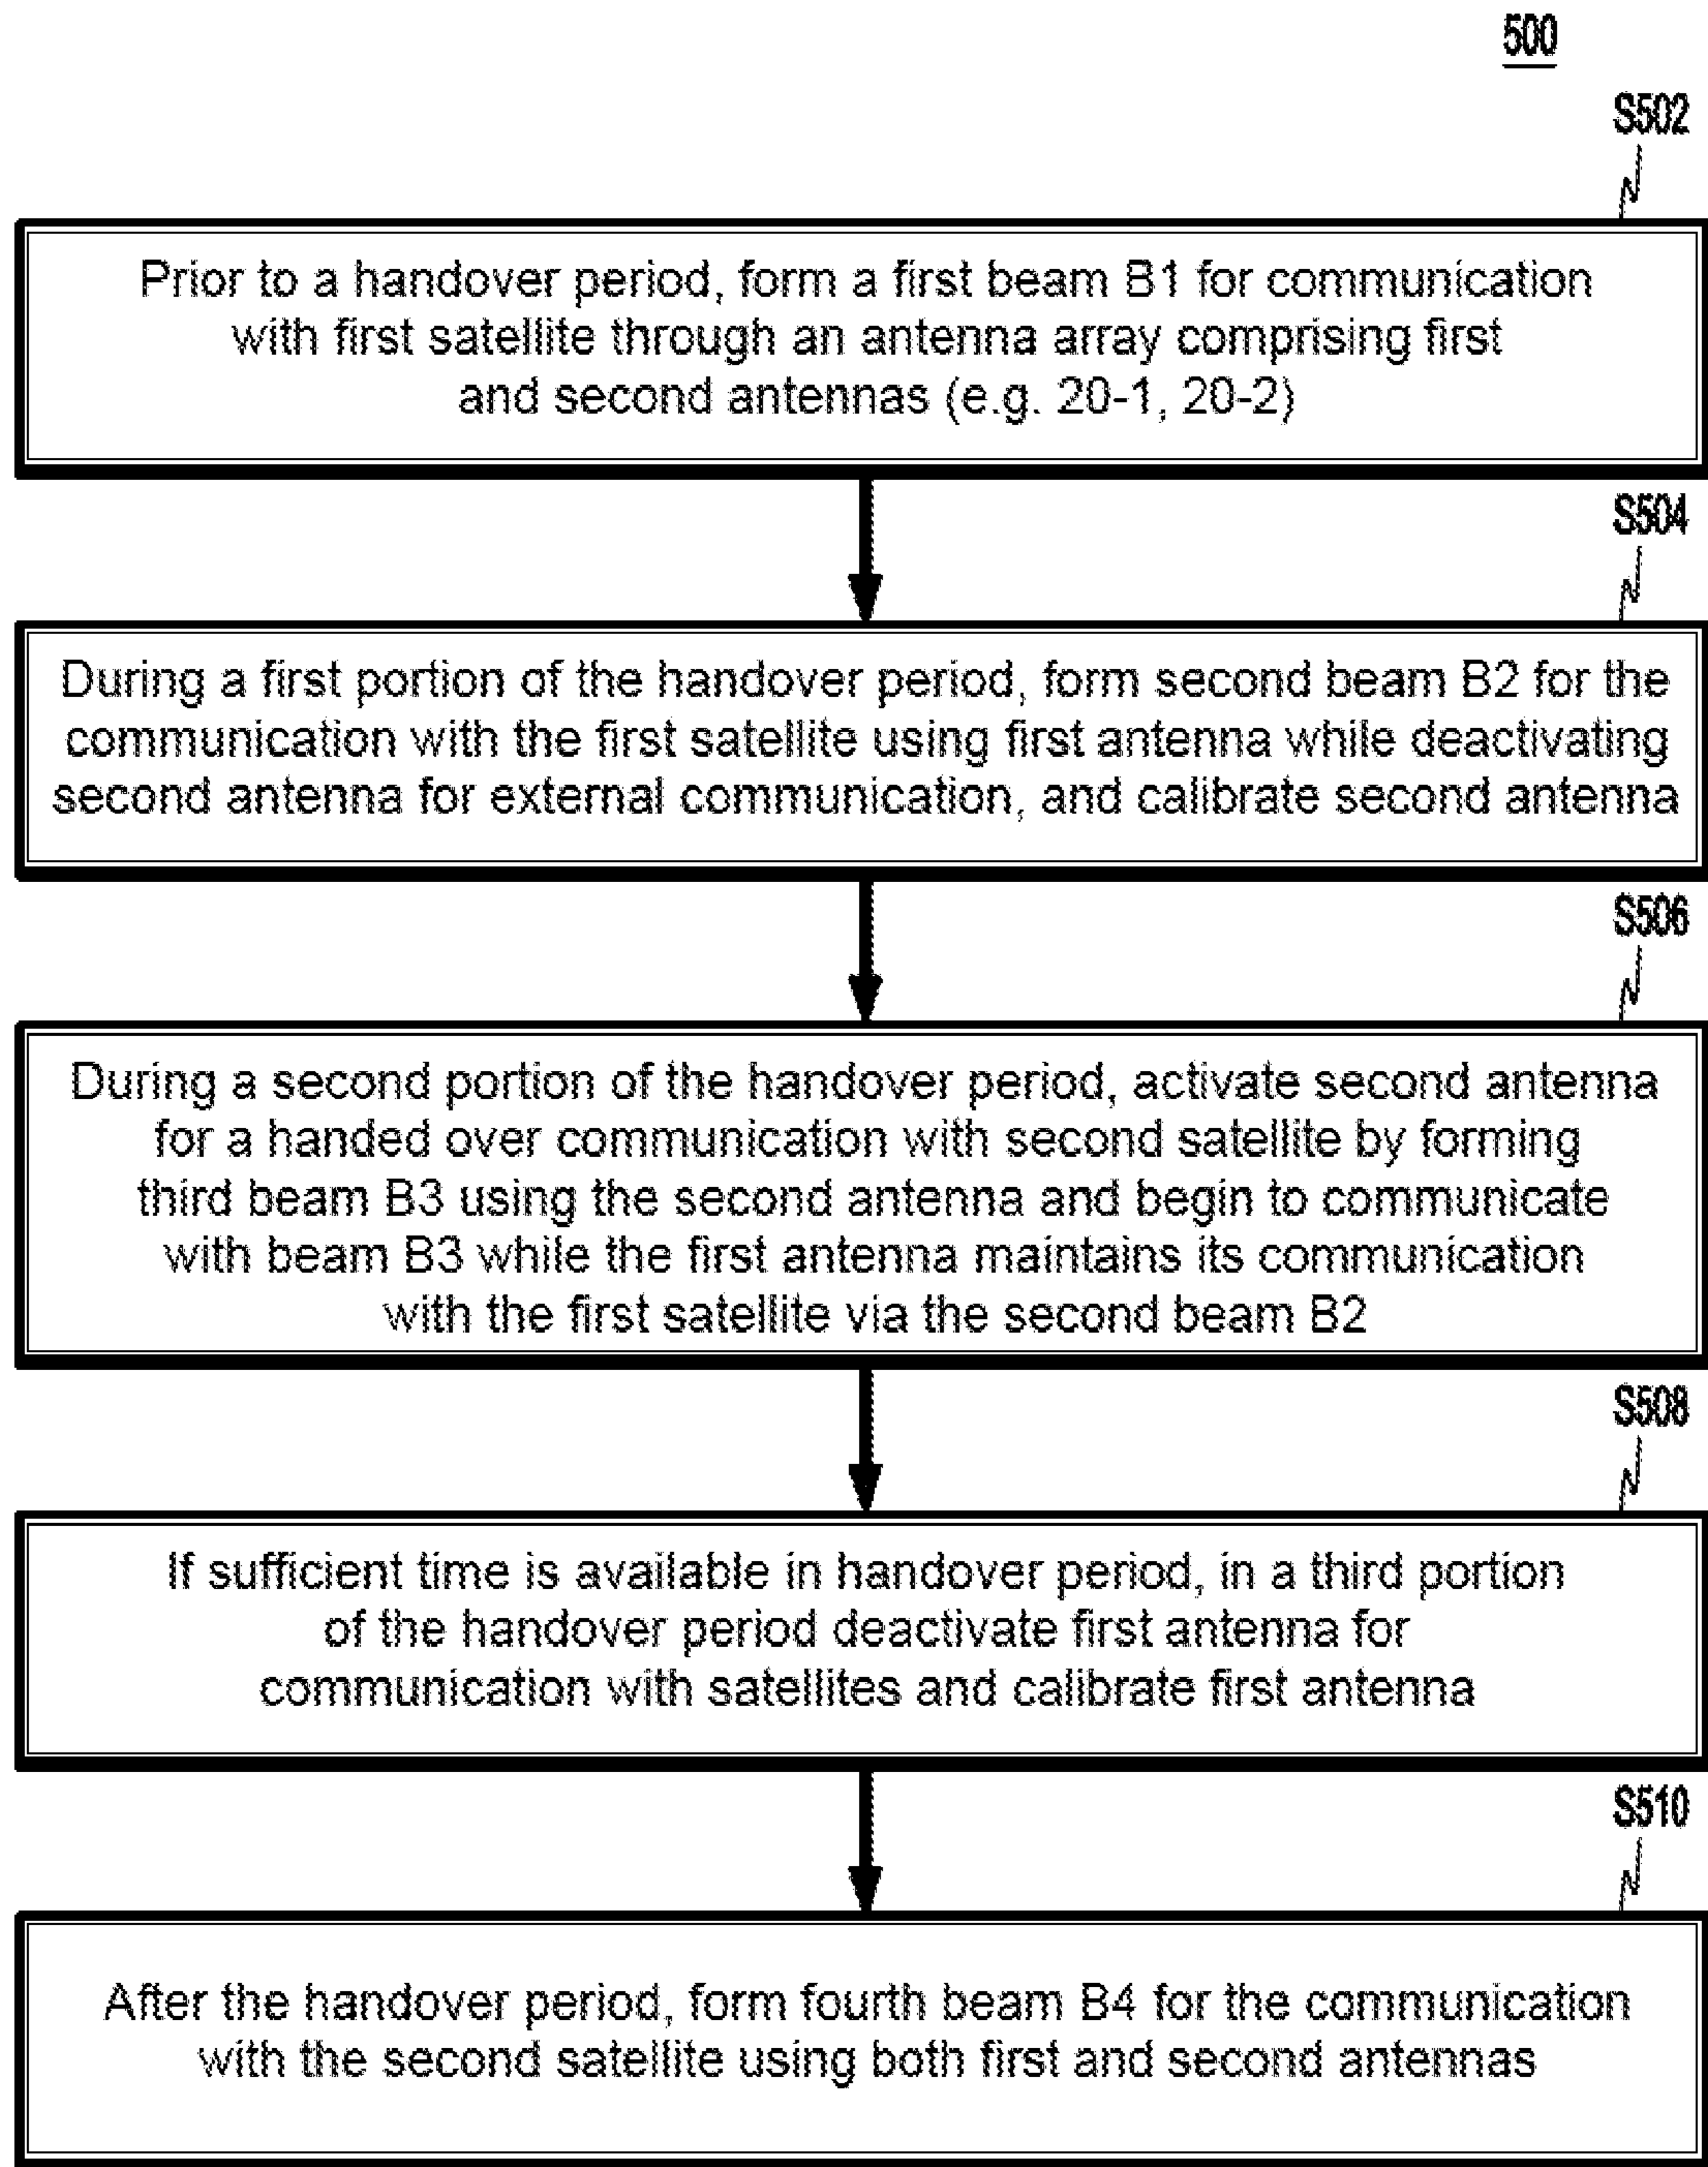 500
S502
Prior to a handover period, form a first beam B1 for communication
with first satellite through an antenna array comprising first
and second antennas (e.g. 20-1, 20-2)
S504
During a first portion of the handover period, form second beam B2 for the
communication with the first satellite using first antenna while deactivating
second antenna for external communication, and calibrate second antenna
S506
During a second portion of the handover period, activate second antenna
for a handed over communication with second satellite by forming
third beam B3 using the second antenna and begin to communicate
with beam B3 while the first antenna maintains its communication
with the first satellite via the second beam B2
S508
If sufficient time is available in handover period, in a third portion
of the handover period deactivate first antenna for
communication with satellites and calibrate first antenna
S510
After the handover period, form fourth beam B4 for the communication
with the second satellite using both first and second antennas